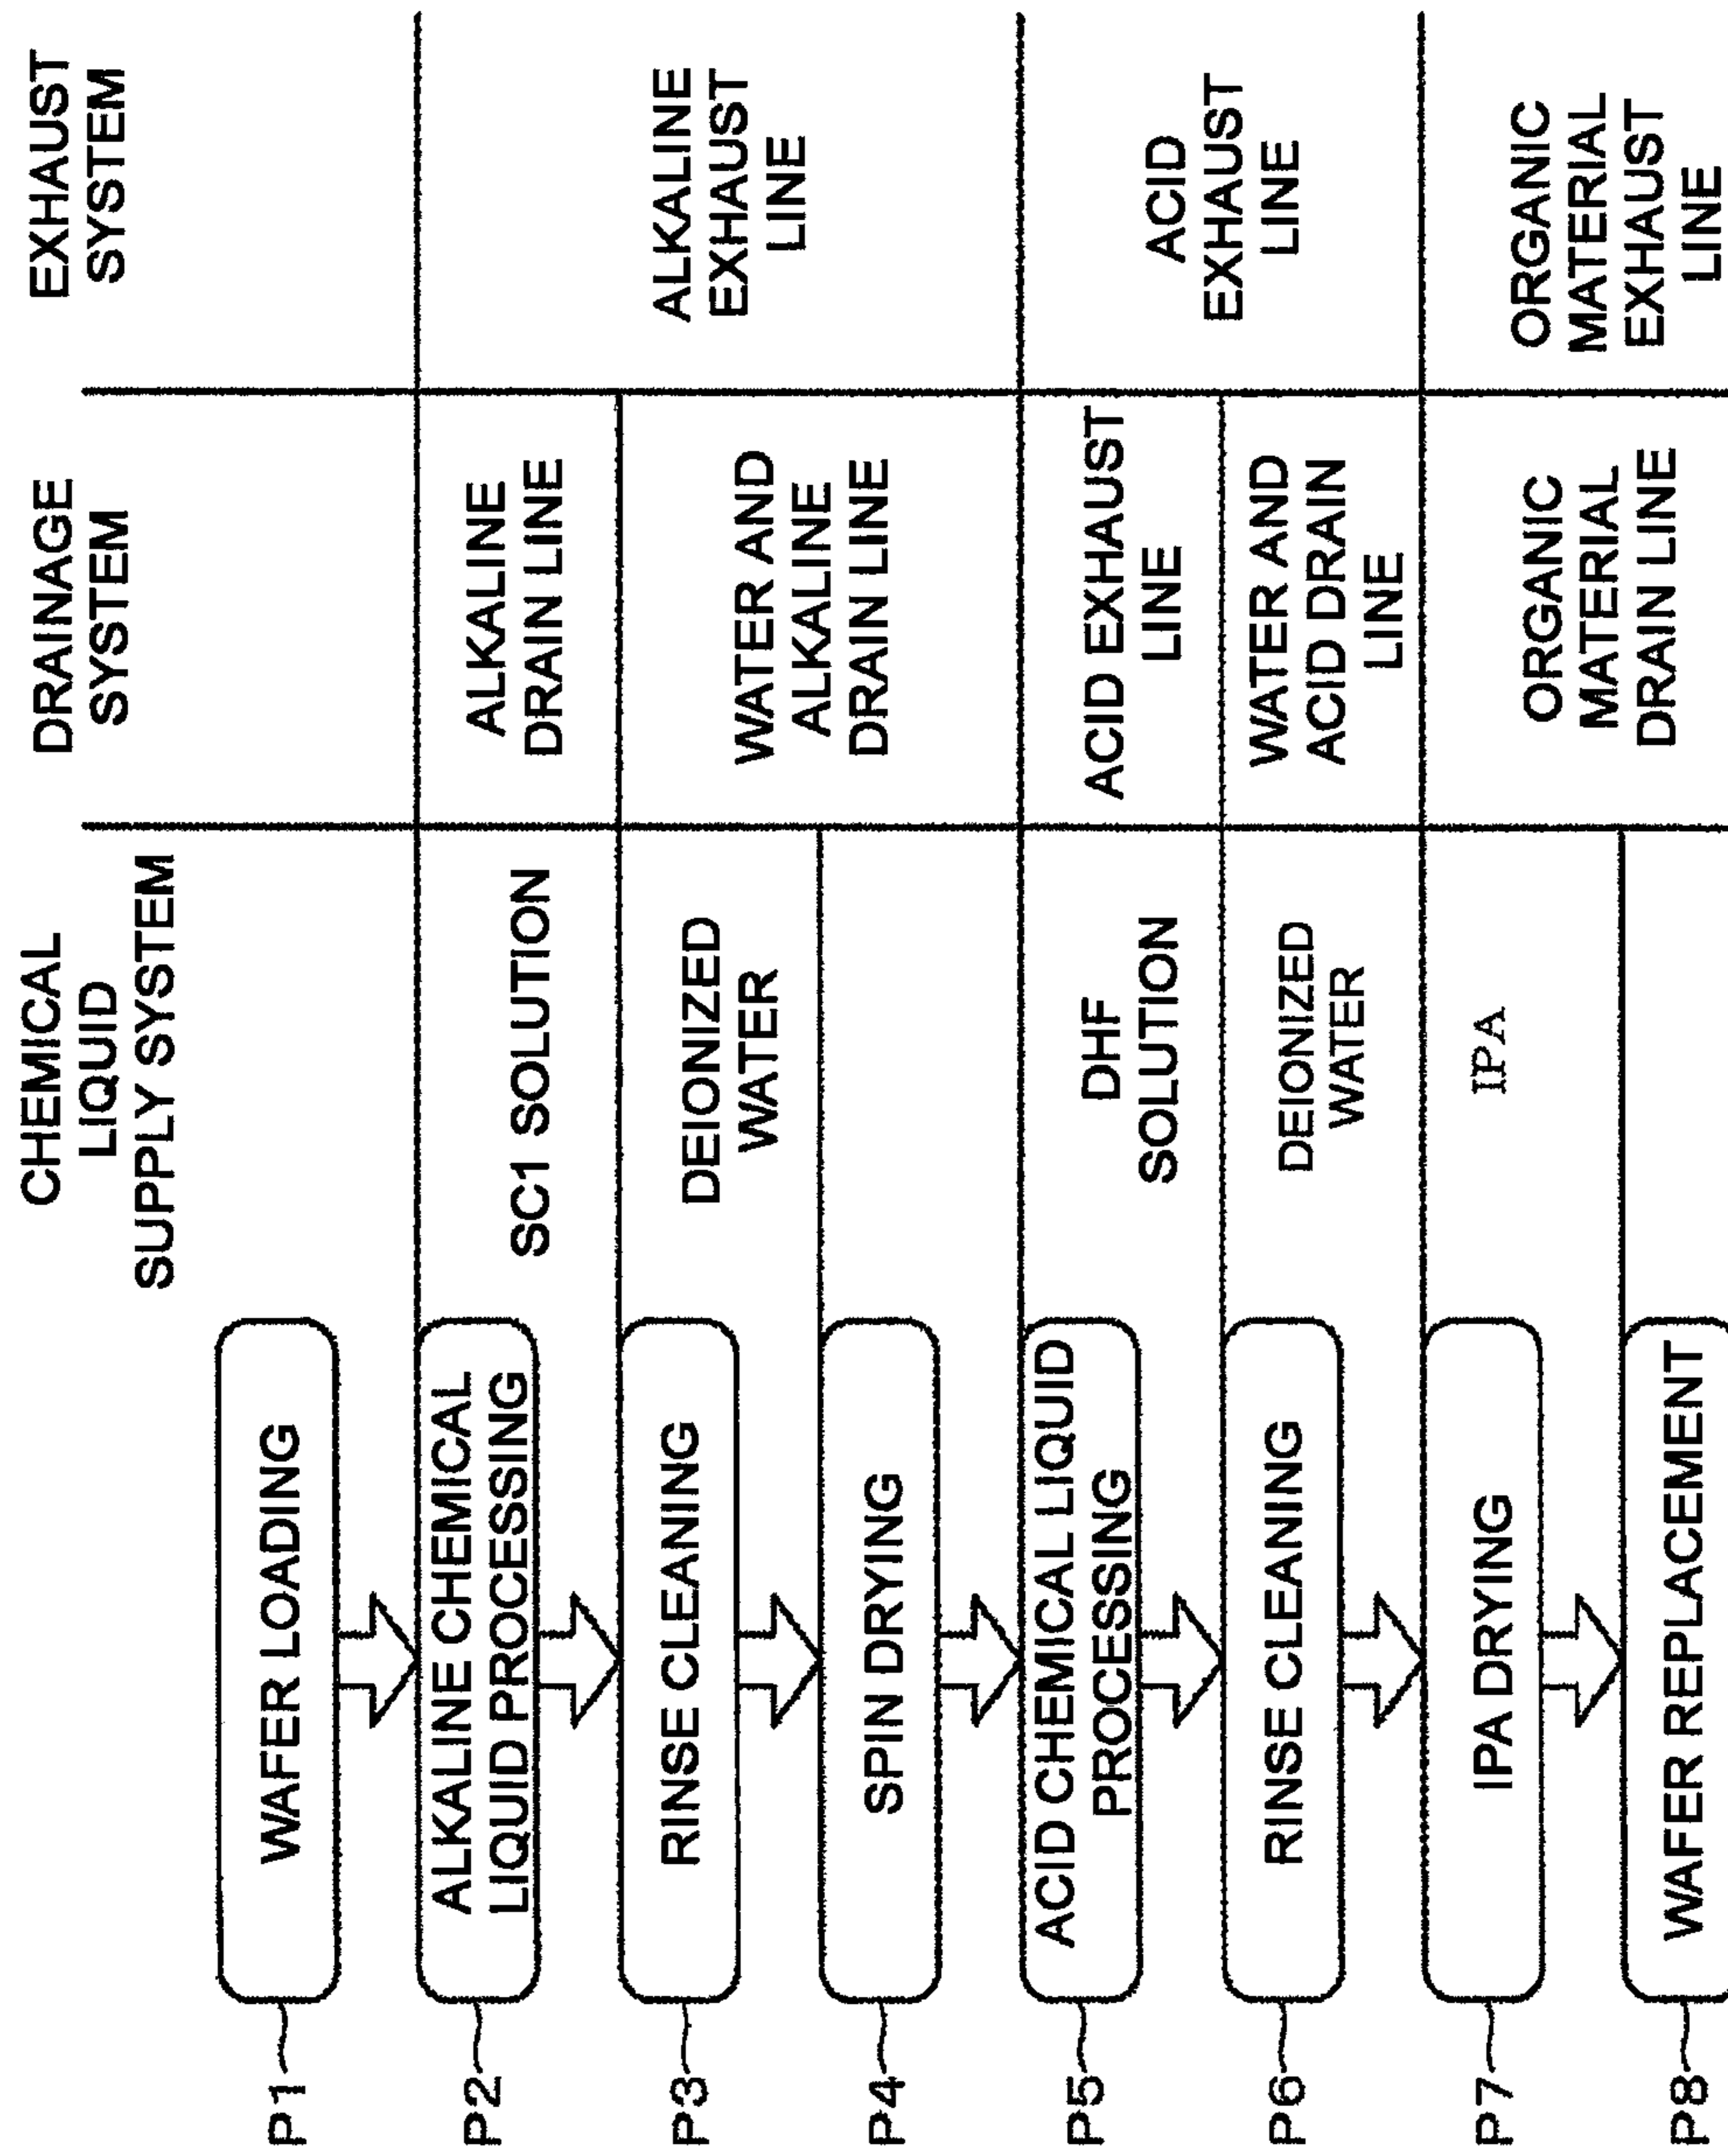 CHEMICAL
LIQUID
SUPPLY SYSTEM
DRAINAGE
SYSTEM
EXHAUST
SYSTEM
P1
WAFER LOADING
P2
ALKALINE CHEMICAL
LIQUID PROCESSING
SC1 SOLUTION
ALKALINE
DRAIN LINE
ALKALINE
EXHAUST
LINE
P3
RINSE CLEANING
DEIONIZED
WATER
WATER AND
ALKALINE
DRAIN LINE
P4
SPIN DRYING
P5
ACID CHEMICAL LIQUID
PROCESSING
DHF
SOLUTION
ACID EXHAUST
LINE
ACID
EXHAUST
LINE
P6
RINSE CLEANING
DEIONIZED
WATER
WATER AND
ACID DRAIN
LINE
P7
IPA DRYING
IPA
ORGANIC
MATERIAL
DRAIN LINE
ORGANIC
MATERIAL
EXHAUST
LINE
P8
WAFER REPLACEMENT